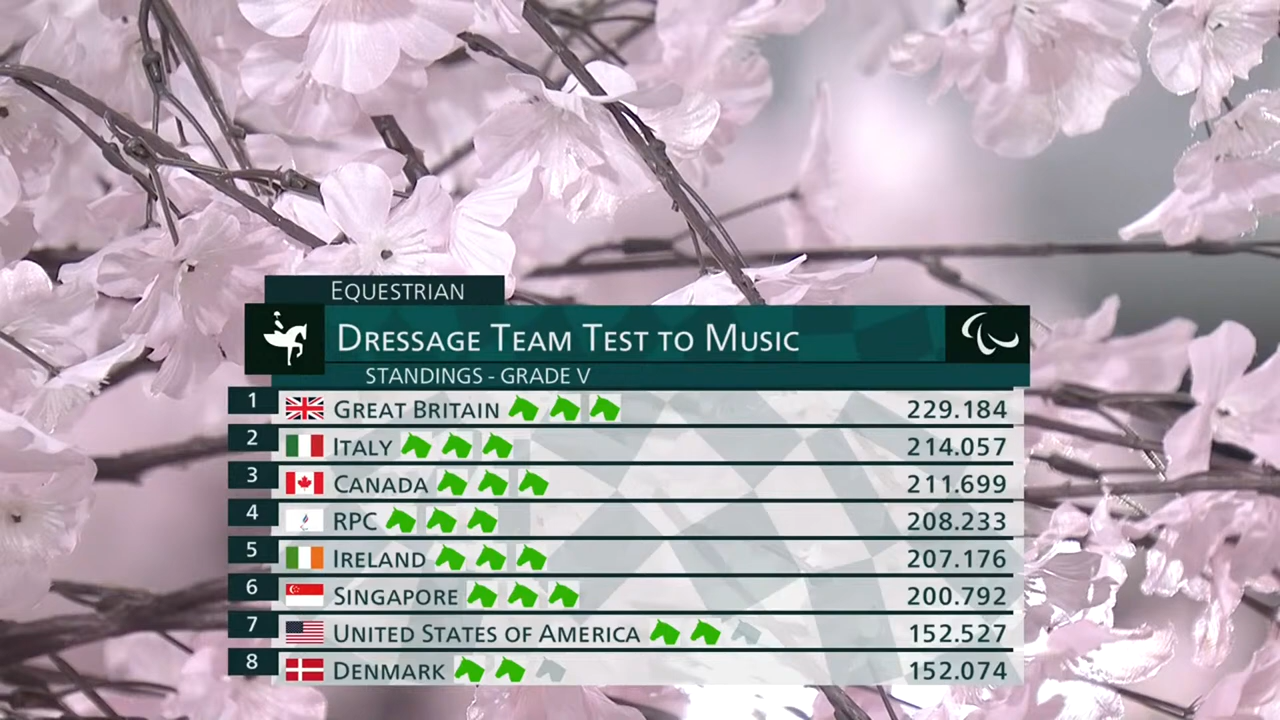 EQUESTRIAN
DRESSAGE TEAM TEST TO MUSIC
STANDINGS - GRADE V
1 GREAT BRITAIN 229.184
2 ITALY 214.057
3 CANADA 211.699
4 RPC 208.233
5 IRELAND 207.176
6 SINGAPORE 200.792
7 UNITED STATES OF AMERICA 152.527
8 DENMARK 152.074